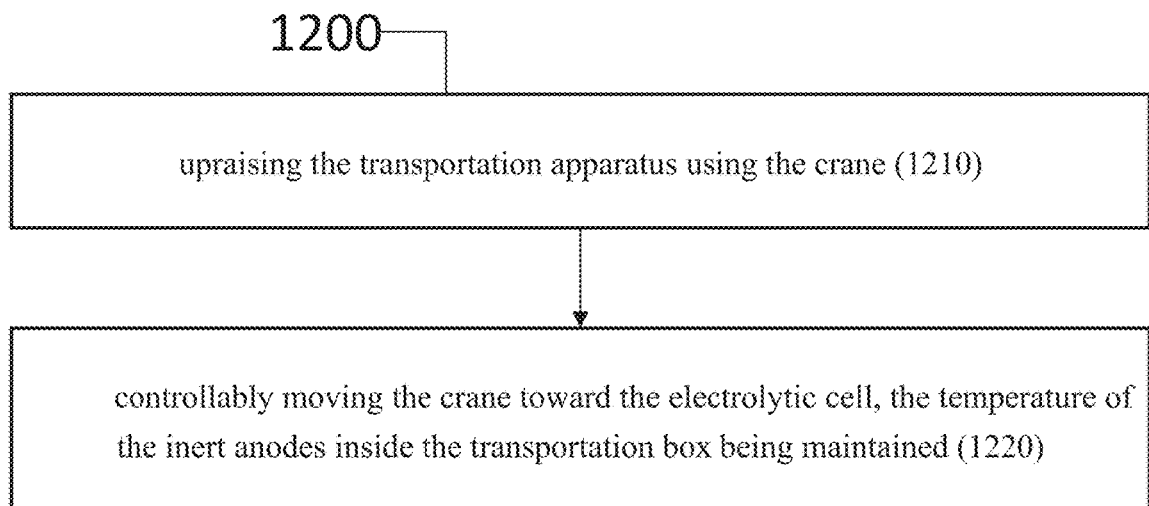 1200
upraising the transportation apparatus using the crane (1210)
controllably moving the crane toward the electrolytic cell, the temperature of
the inert anodes inside the transportation box being maintained (1220)